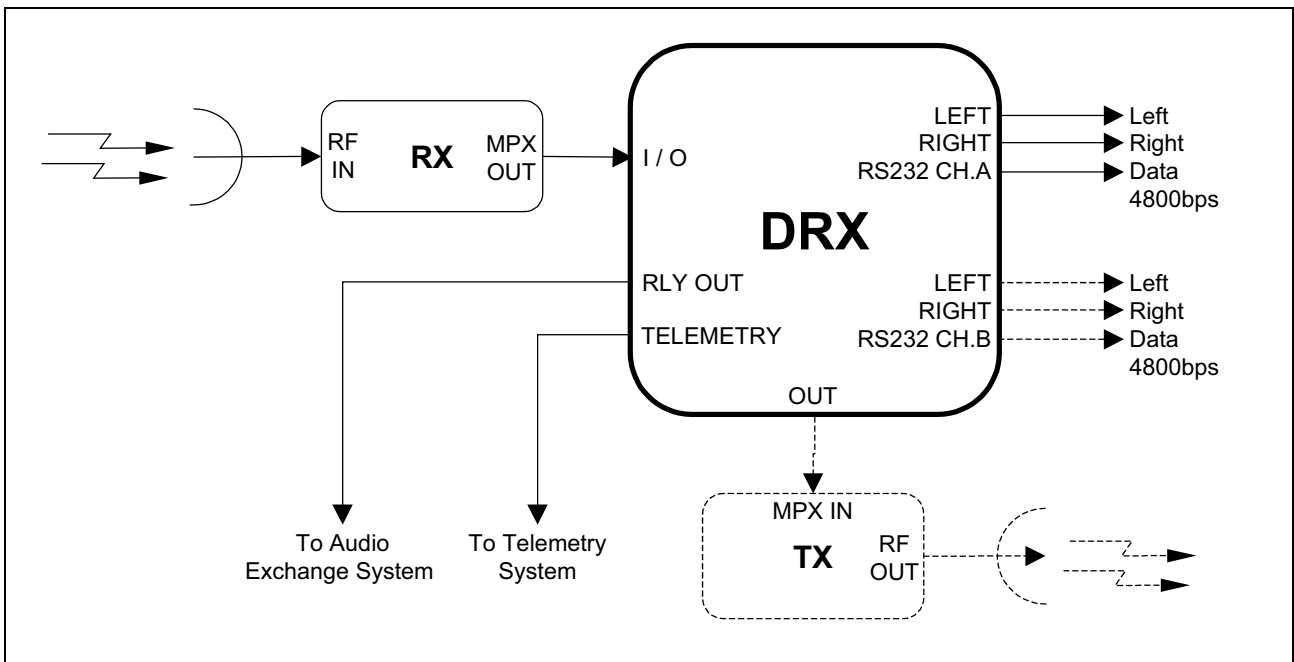 RF
IN
RX
MPX
OUT
I / O
LEFT
RIGHT
RS232 CH.A
Left
Right
Data
4800bps
DRX
RLY OUT
TELEMETRY
LEFT
RIGHT
RS232 CH.B
Left
Right
Data
4800bps
OUT
To Audio
Exchange System
To Telemetry
System
MPX IN
TX
RF
OUT